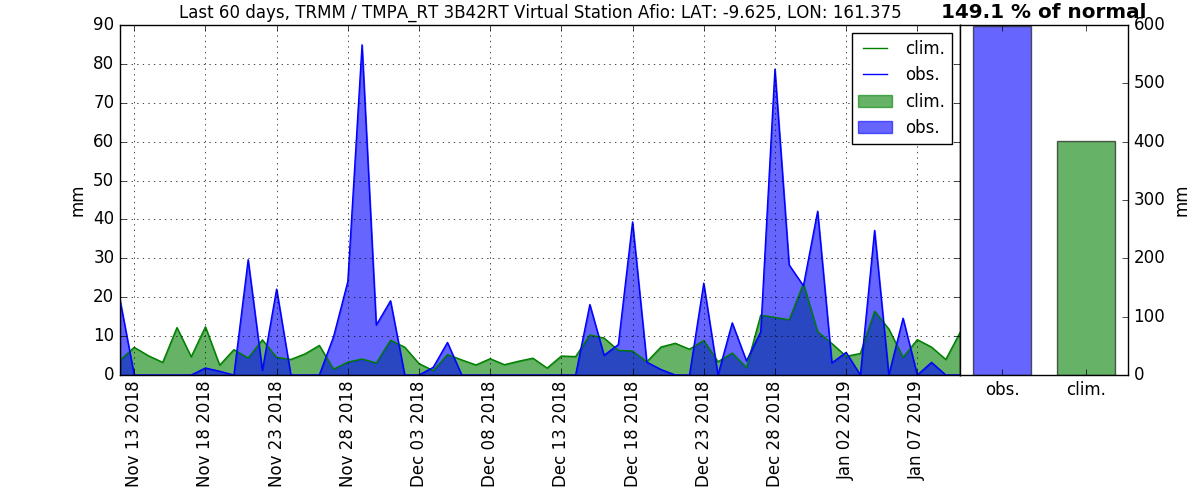 Last 60 days, TRMM / TMPA_RT 3B42RT Virtual Station Afio: LAT: -9.625, LON: 161.375
149.1 % of normal
90
80
70
60
50
40
30
20
10
0
mm
clim.
obs.
clim.
obs.
600
500
400
300
200
100
0
mm
Nov 13 2018
Nov 18 2018
Nov 23 2018
Nov 28 2018
Dec 03 2018
Dec 08 2018
Dec 13 2018
Dec 18 2018
Dec 23 2018
Dec 28 2018
Jan 02 2019
Jan 07 2019
obs.
clim.